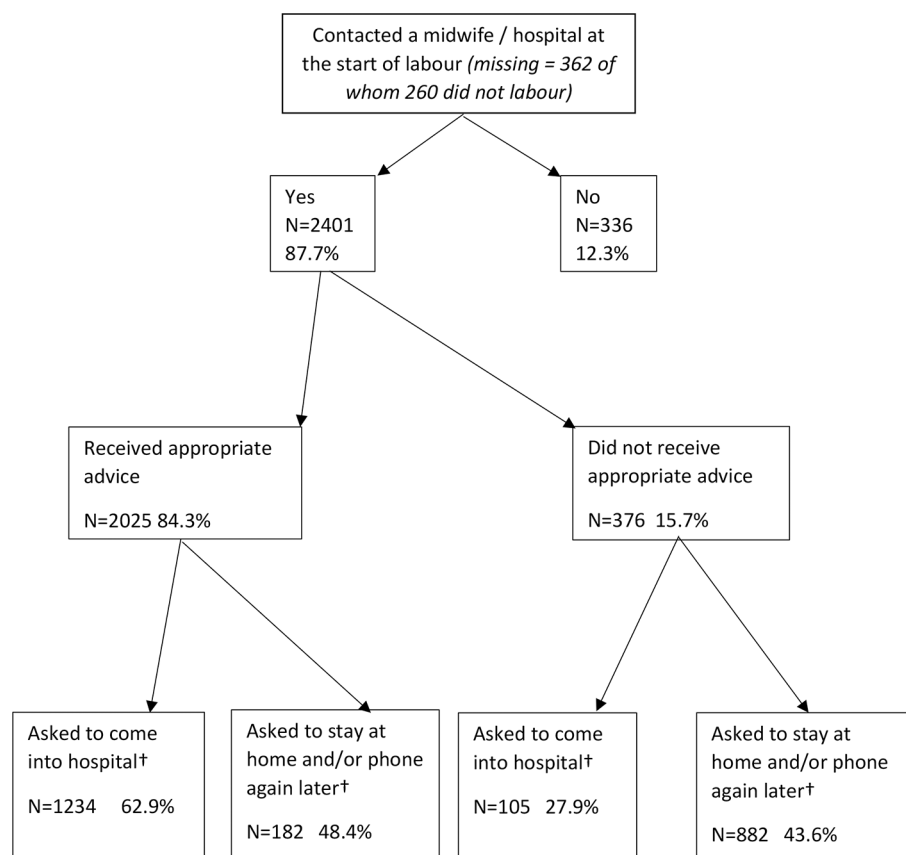 Contacted a midwife / hospital at
the start of labour (missing = 362 of
whom 260 did not labour)
Yes
N=2401
87.7%
No
N=336
12.3%
Received appropriate
advice
N=2025 84.3%
Did not receive
appropriate advice
N=376 15.7%
Asked to come
into hospital†
N=1234 62.9%
Asked to stay at
home and/or phone
again later†
N=182 48.4%
Asked to come
into hospital†
N=105 27.9%
Asked to stay at
home and/or phone
again later†
N=882 43.6%